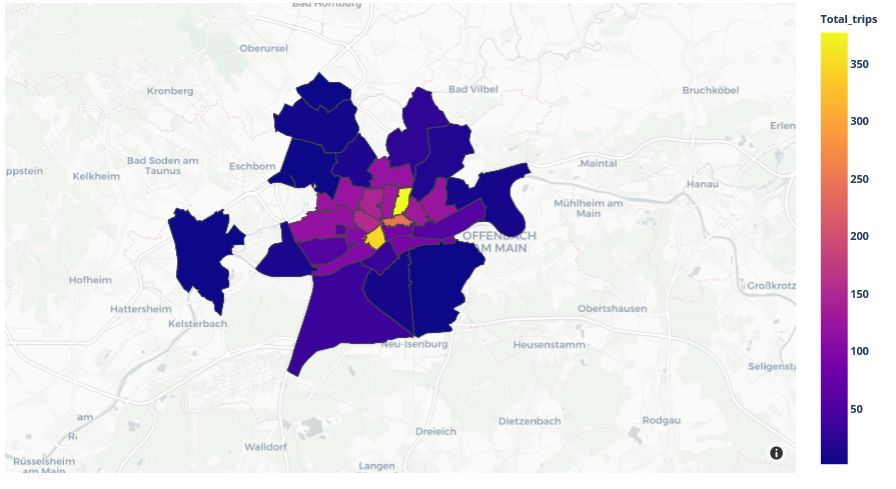 Bad Homburg
Total_trips
Oberursel
350
Kronberg
Bad Vilbel
Bruchköbel
300
Erlen
ppstein
Bad Soden am
Taunus
Eschborn
Maintal
Kelkheim
250
Hanau
Mühlheim am
Main
200
OFFENBACH
AM MAIN
Hofheim
Großkrotz
150
Hattersheim
Obertshausen
Kelsterbach
Neu-Isenburg
Heusenstamm
100
Seligenst
am
Dietzenbach
Rodgau
50
Dreieich
Walldorf
Rüsselsheim
am Main
Langen